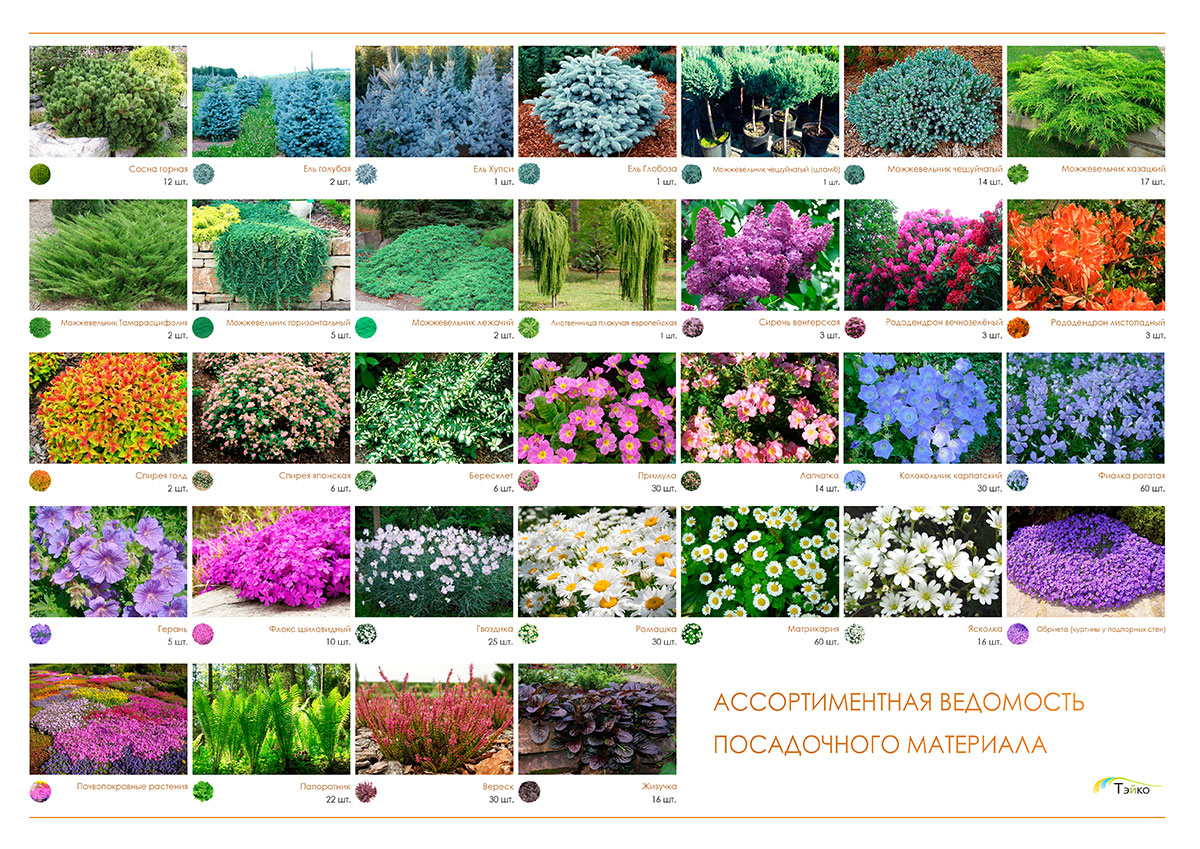 Сосна горная
12 шт.
Ель голубая
2 шт.
Ель Хупси
1 шт.
Ель Глобоза
1 шт.
Можжевельник чешуйчатый (штамб)
1 шт.
Можжевельник чешуйчатый
14 шт.
Можжевельник казацкий
17 шт.
Можжевельник Тамарасцифолия
2 шт.
Можжевельник горизонтальный
5 шт.
Можжевельник лежачий
2 шт.
Лиственница плакучая европейская
1 шт.
Сирень венгерская
3 шт.
Рододендрон вечнозелёный
3 шт.
Рододендрон листопадный
3 шт.
Спирея голд
2 шт.
Спирея японская
6 шт.
Бересклет
6 шт.
Примула
30 шт.
Лапчатка
14 шт.
Колокольчик карпатский
30 шт.
Фиалка рогатая
60 шт.
Герань
5 шт.
Флокс шиловидный
10 шт.
Гвоздика
25 шт.
Ромашка
30 шт.
Матрикария
60 шт.
Ясколка
16 шт.
Обриета (куртины у подпорных стен)
Почвопокровные растения
Папоротник
22 шт.
Вереск
30 шт.
Живучка
16 шт.
АССОРТИМЕНТНАЯ ВЕДОМОСТЬ
ПОСАДОЧНОГО МАТЕРИАЛА
Тэйко